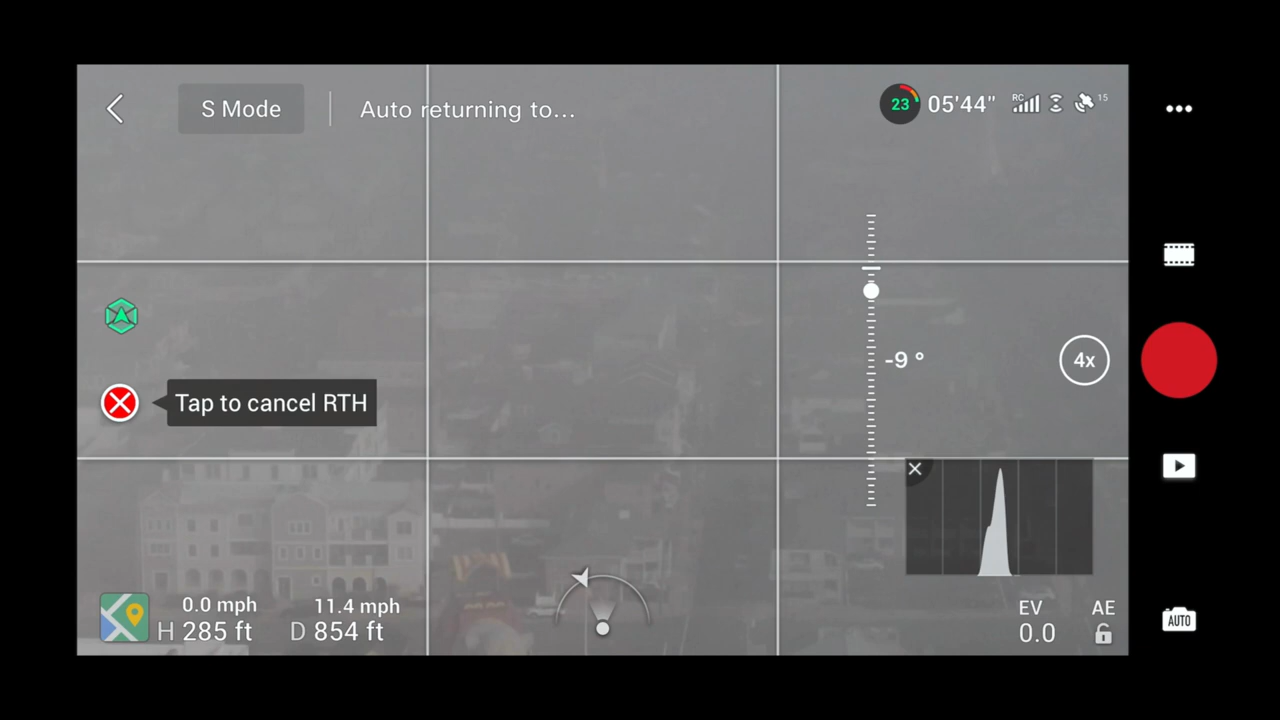 S Mode
Auto returning to...
23
05'44"
RC
15
-9 °
4x
Tap to cancel RTH
0.0 mph
11.4 mph
H 285 ft
D 854 ft
EV
0.0
AE
AUTO